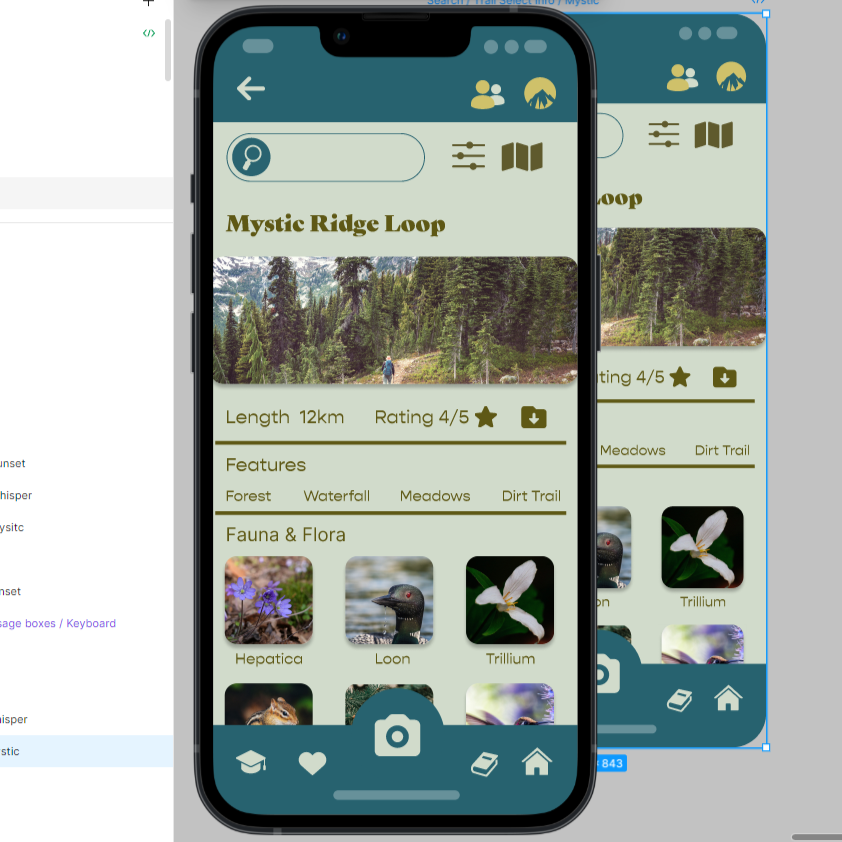 Search / Trail Select Info / Mystic
Mystic Ridge Loop
Length 12km Rating 4/5
Features
Forest Waterfall Meadows Dirt Trail
Fauna & Flora
Hepatica Loon Trillium
oop
ting 4/5
Meadows Dirt Trail
on Trillium
843
unset
hisper
ysitc
nset
sage boxes / Keyboard
isper
stic